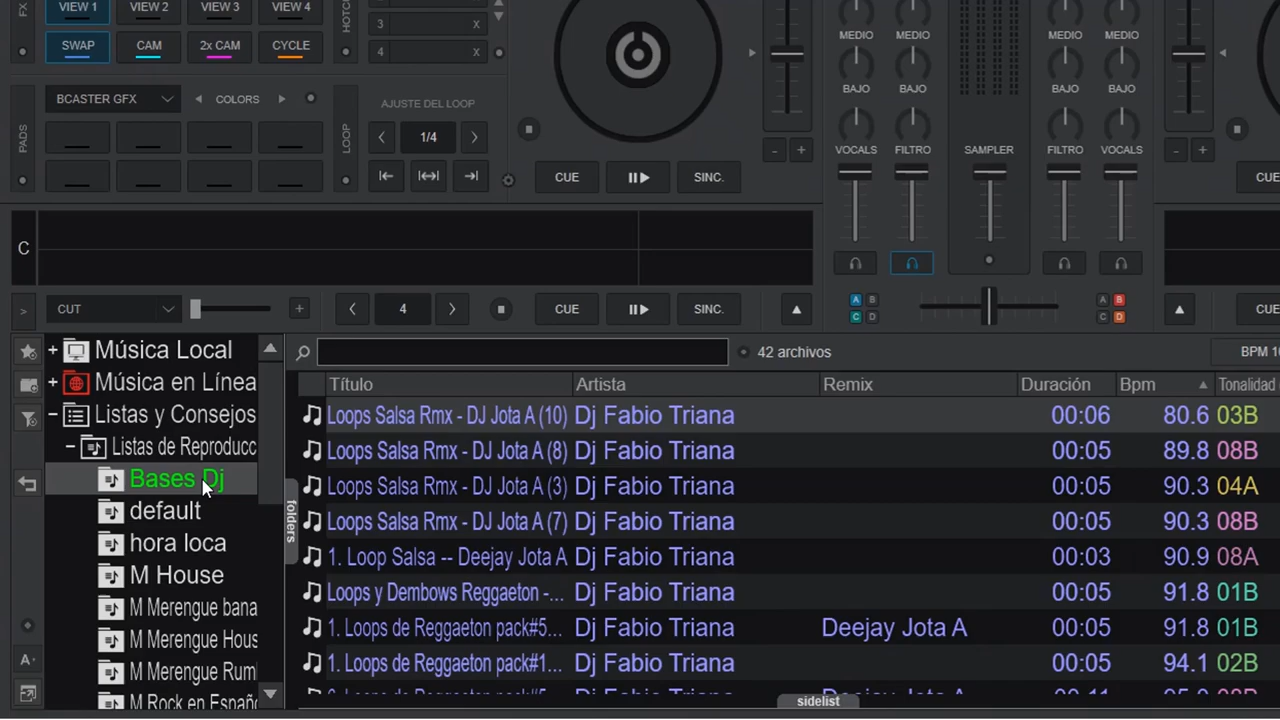 FX
VIEW 1 VIEW 2 VIEW 3 VIEW 4
SWAP CAM 2x CAM CYCLE
HOTC
3 X
4 X
PADS
BCASTER GFX
COLORS
LOOP
AJUSTE DEL LOOP
1/4
CUE
SINC.
MEDIO MEDIO MEDIO MEDIO
BAJO BAJO BAJO BAJO
VOCALS FILTRO SAMPLER FILTRO VOCALS
- +
- +
CUE
C
A B
C D
A B
C D
> CUT
+
< 4 >
CUE
SINC.
CUE
+ Música Local
+ Música en Línea
- Listas y Consejos
- Listas de Reproducc
Bases Dj
default
hora loca
M House
M Merengue bana
M Merengue Hous
M Merengue Rum
M Rock en Españo
A
folders
42 archivos
BPM 10
Título Artista Remix Duración Bpm Tonalidad
Loops Salsa Rmx - DJ Jota A (10) Dj Fabio Triana 00:06 80.6 03B
Loops Salsa Rmx - DJ Jota A (8) Dj Fabio Triana 00:05 89.8 08B
Loops Salsa Rmx - DJ Jota A (3) Dj Fabio Triana 00:05 90.3 04A
Loops Salsa Rmx - DJ Jota A (7) Dj Fabio Triana 00:05 90.3 08B
1. Loop Salsa -- Deejay Jota A Dj Fabio Triana 00:03 90.9 08A
Loops y Dembows Reggaeton -... Dj Fabio Triana 00:05 91.8 01B
1. Loops de Reggaeton pack#5... Dj Fabio Triana Deejay Jota A 00:05 91.8 01B
1. Loops de Reggaeton pack#1... Dj Fabio Triana 00:05 94.1 02B
sidelist